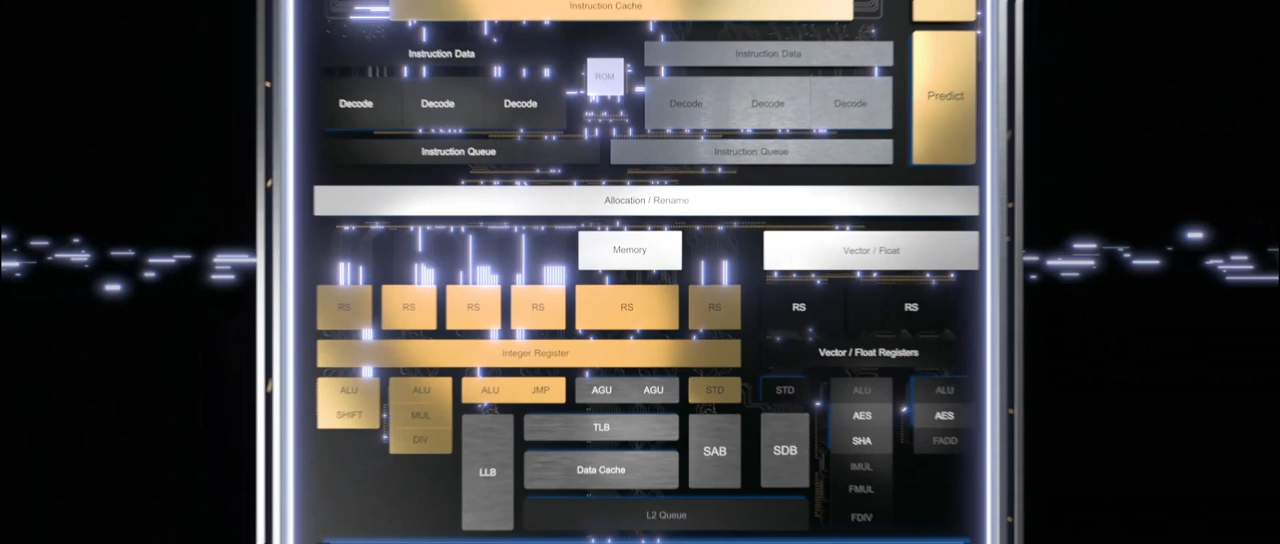 Instruction Cache
Instruction Data
Instruction Data
ROM
Predict
Decode Decode Decode
Decode Decode Decode
Instruction Queue
Instruction Queue
Allocation / Rename
Memory
Vector / Float
RS RS RS RS RS RS RS RS
Integer Register
Vector / Float Registers
ALU
SHIFT
ALU
MUL
DIV
ALU JMP
AGU AGU
STD
STD
ALU
AES
SHA
IMUL
FMUL
FDIV
ALU
AES
FADD
LLB
TLB
Data Cache
L2 Queue
SAB
SDB